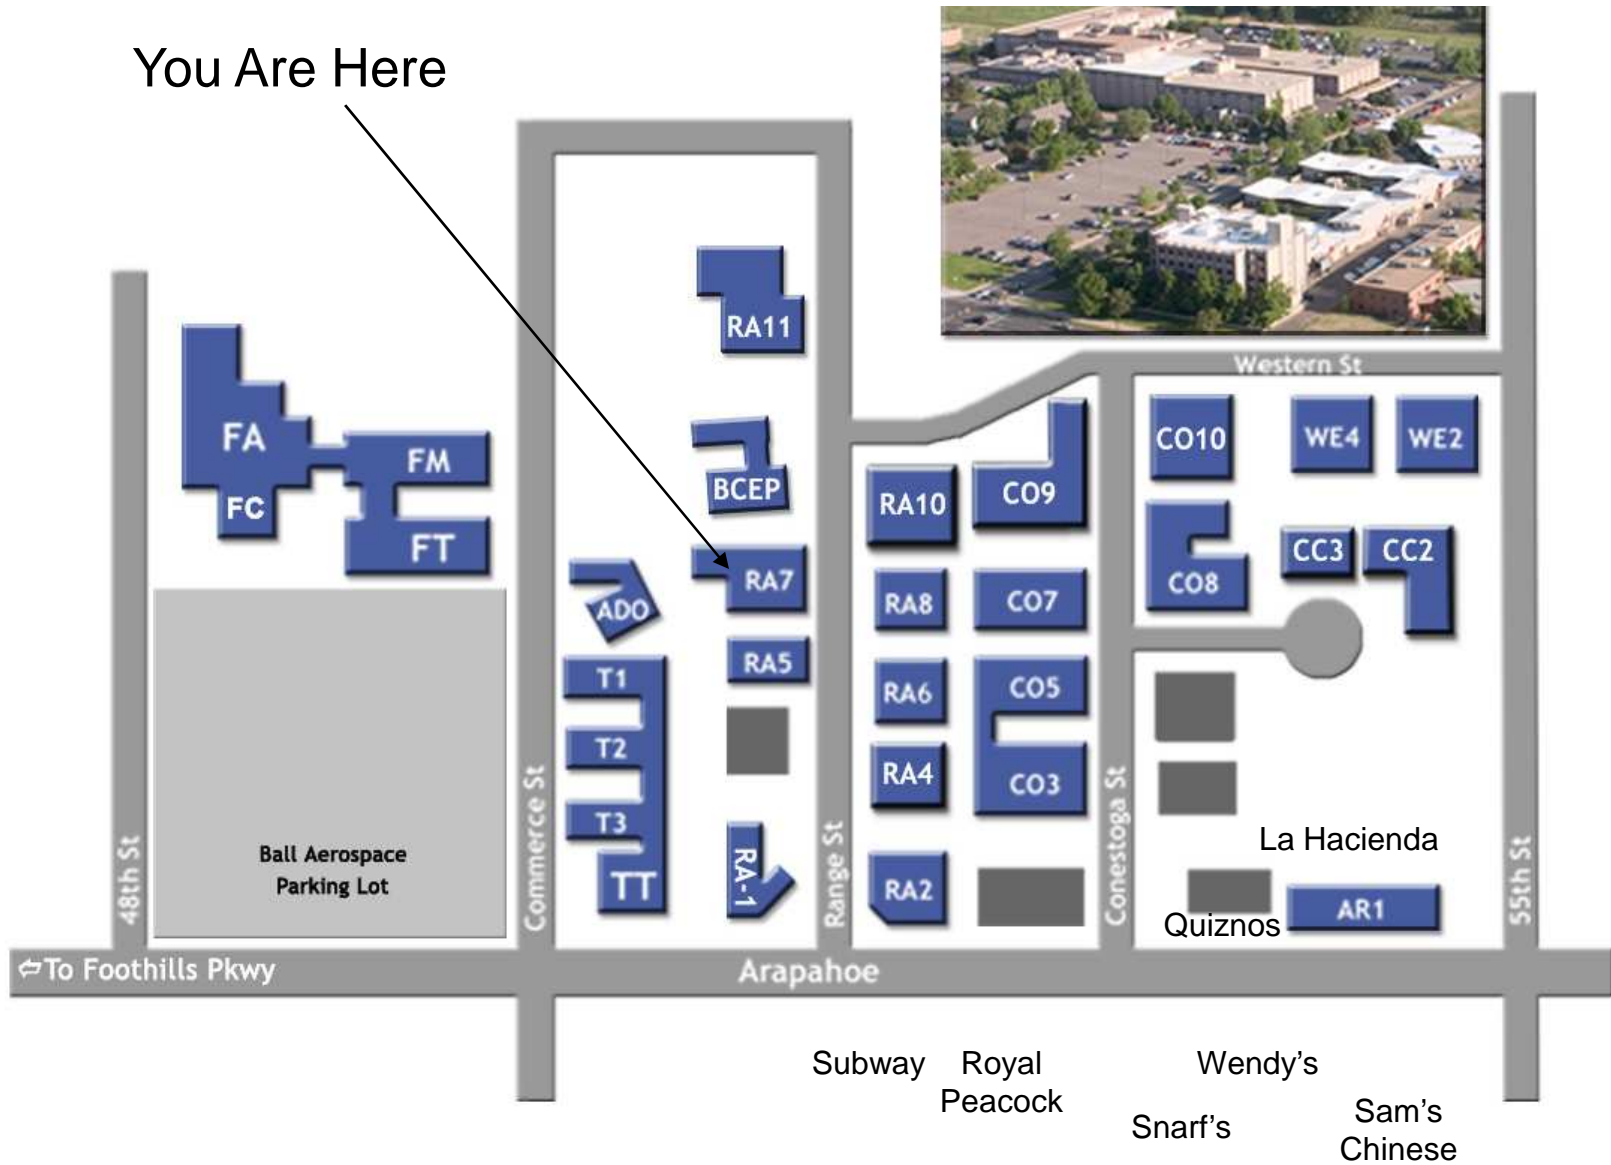 You Are Here
RA11
Western St
FA
FM
CO10
WE4
WE2
BCEP
RA10
CO9
FC
FT
RA7
CC3
CC2
ADO
RA8
CO7
CO8
RA5
T1
RA6
CO5
T2
RA4
CO3
T3
La Hacienda
Ball Aerospace
Parking Lot
48th St
Commerce St
TT
RA-1
Range St
RA2
Conestoga St
Quiznos
AR1
55th St
⇦To Foothills Pkwy
Arapahoe
Subway
Royal
Peacock
Wendy's
Snarf's
Sam's
Chinese